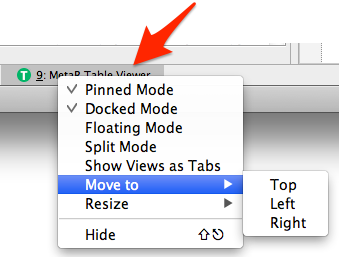 T 9: MetaR Table Viewer
✓ Pinned Mode
✓ Docked Mode
Floating Mode
Split Mode
Show Views as Tabs
Move to ▶
Top
Left
Right
Resize ▶
Hide ⇧⎋